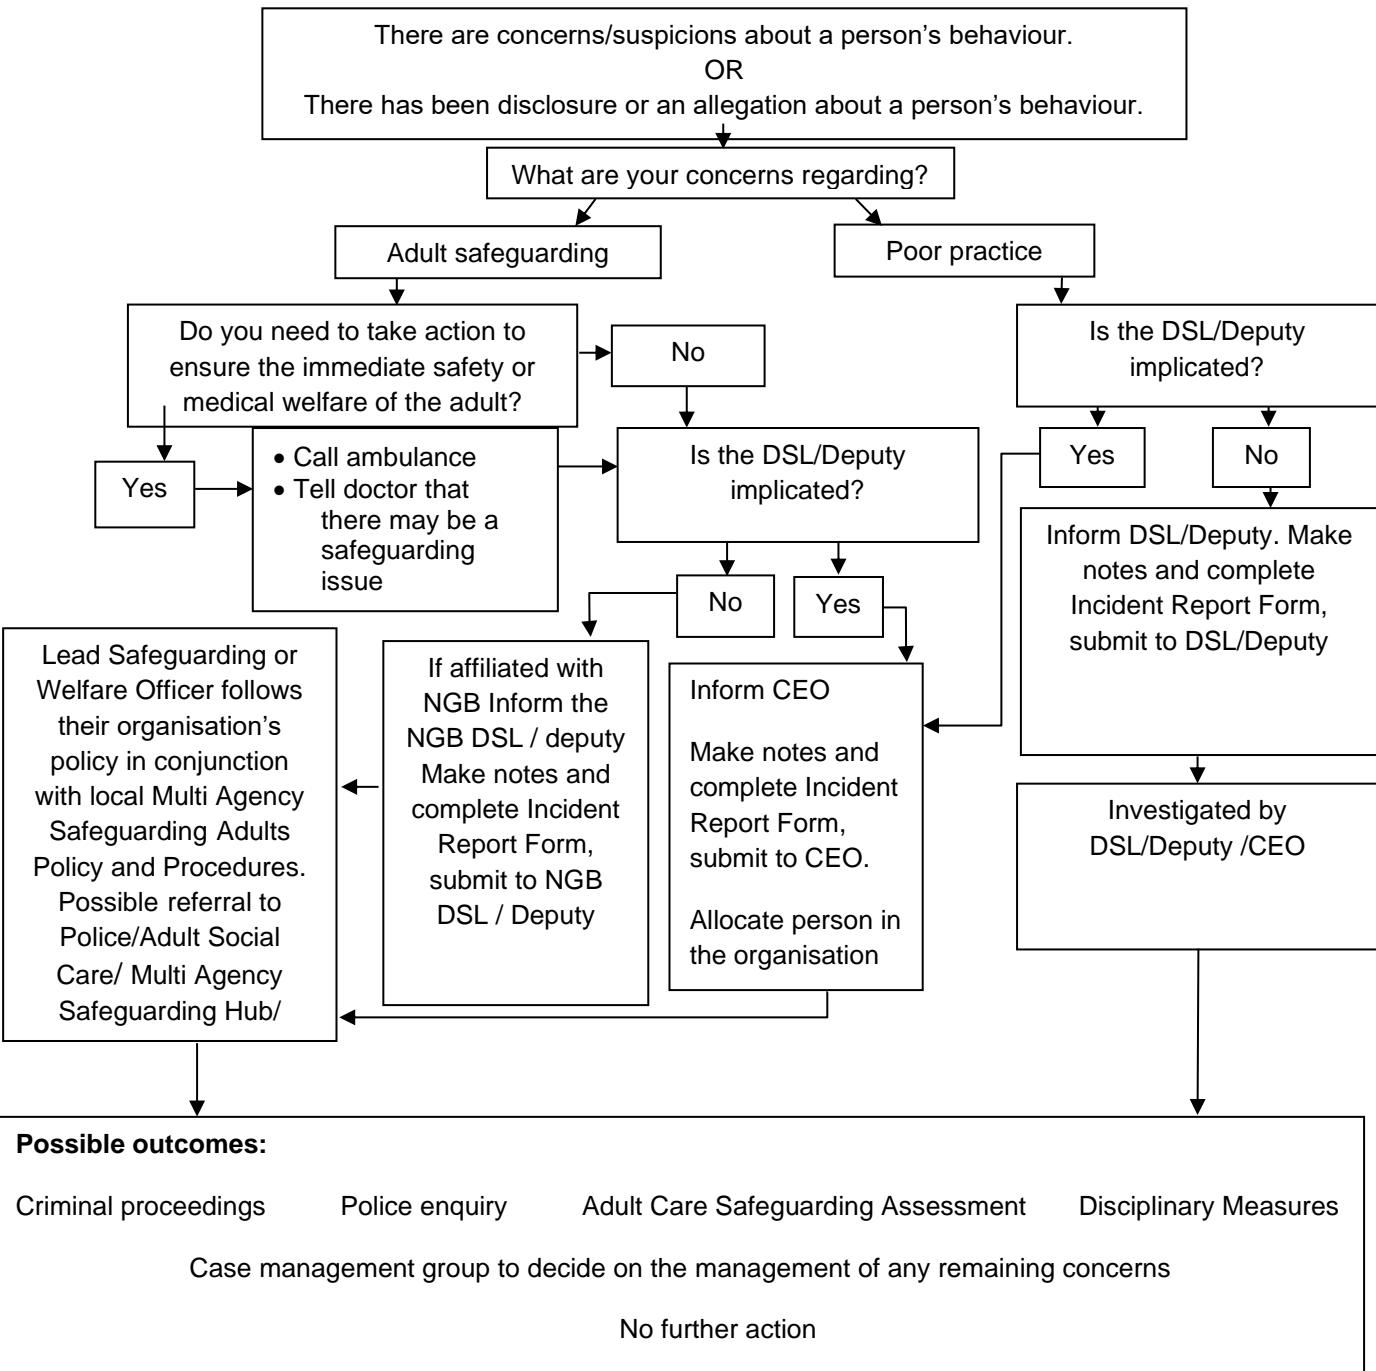 There are concerns/suspicions about a person’s behaviour.
OR
There has been disclosure or an allegation about a person’s behaviour.
What are your concerns regarding?
Adult safeguarding
Poor practice
Do you need to take action to
ensure the immediate safety or
medical welfare of the adult?
No
Is the DSL/Deputy
implicated?
Yes
• Call ambulance
• Tell doctor that
there may be a
safeguarding
issue
Is the DSL/Deputy
implicated?
Yes
No
No
Yes
Inform DSL/Deputy. Make
notes and complete
Incident Report Form,
submit to DSL/Deputy
Lead Safeguarding or
Welfare Officer follows
their organisation’s
policy in conjunction
with local Multi Agency
Safeguarding Adults
Policy and Procedures.
Possible referral to
Police/Adult Social
Care/ Multi Agency
Safeguarding Hub/
If affiliated with
NGB Inform the
NGB DSL / deputy
Make notes and
complete Incident
Report Form,
submit to NGB
DSL / Deputy
Inform CEO
Make notes and
complete Incident
Report Form,
submit to CEO.
Allocate person in
the organisation
Investigated by
DSL/Deputy /CEO
Possible outcomes:
Criminal proceedings Police enquiry Adult Care Safeguarding Assessment Disciplinary Measures
Case management group to decide on the management of any remaining concerns
No further action